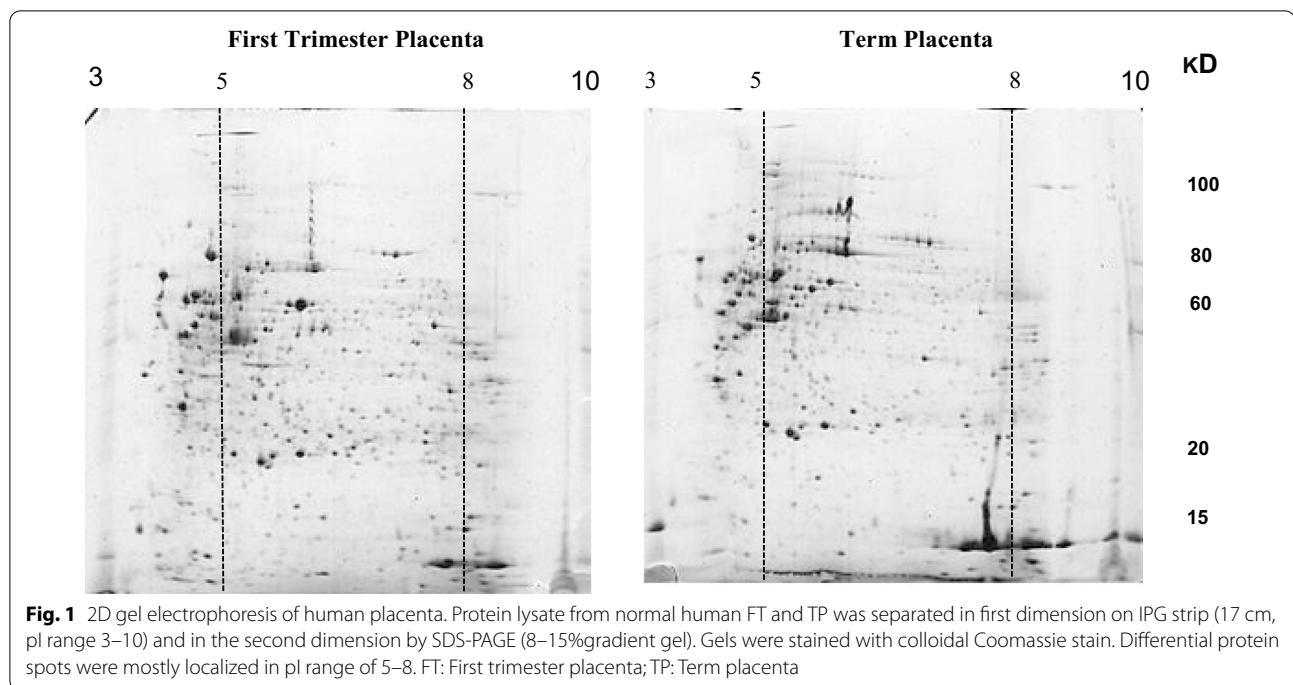 First Trimester Placenta
Term Placenta
3 5 8 10
3 5 8 10 KD
100
80
60
20
15
Fig. 1 2D gel electrophoresis of human placenta. Protein lysate from normal human FT and TP was separated in first dimension on IPG strip (17 cm,
pI range 3–10) and in the second dimension by SDS-PAGE (8–15%gradient gel). Gels were stained with colloidal Coomassie stain. Differential protein
spots were mostly localized in pI range of 5–8. FT: First trimester placenta; TP: Term placenta